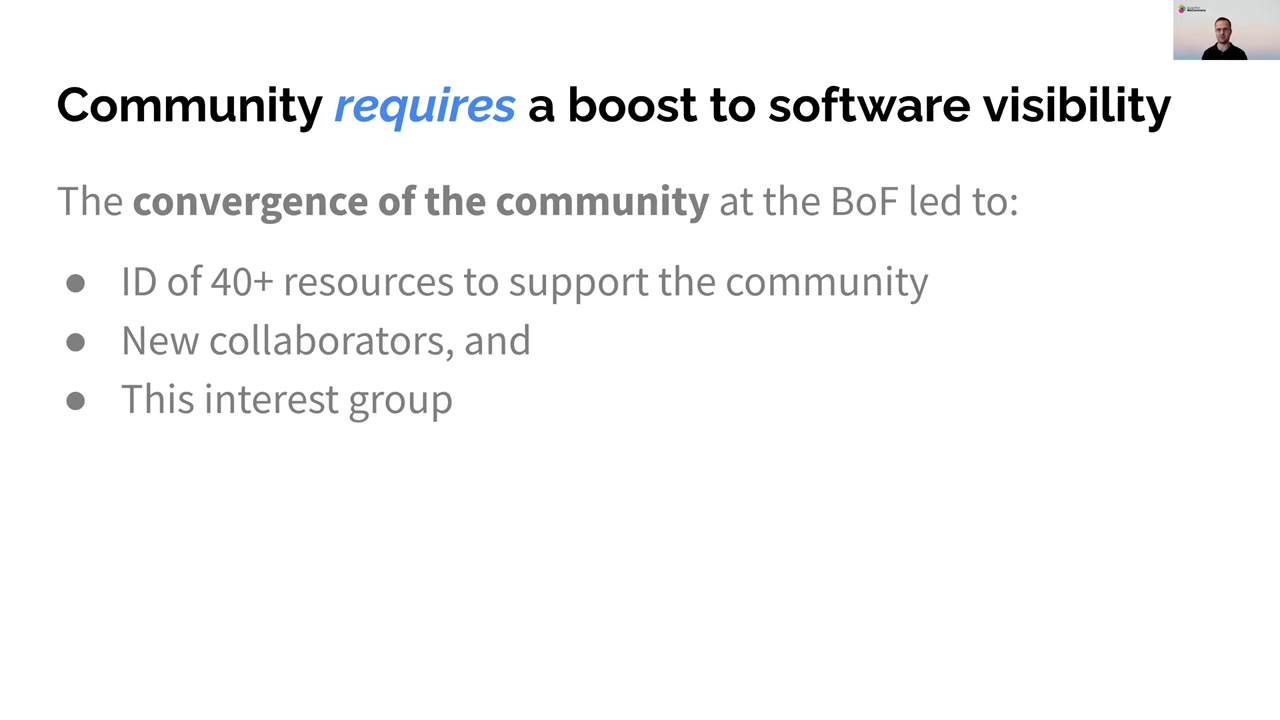 Community requires a boost to software visibility
The convergence of the community at the BoF led to:
● ID of 40+ resources to support the community
● New collaborators, and
● This interest group